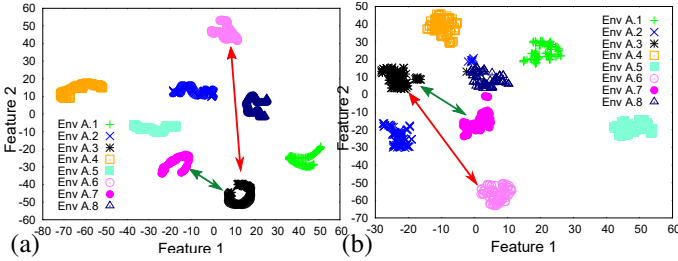 60
50
40
30
20
10
0
-10
-20
-30
-40
-50
-60
Feature 2
Env A.1
Env A.2
Env A.3
Env A.4
Env A.5
Env A.6
Env A.7
Env A.8
-70 -60 -50 -40 -30 -20 -10 0 10 20 30 40 50 60
Feature 1
(a)
50
40
30
20
10
0
-10
-20
-30
-40
-50
-60
-70
Feature 2
Env A.1
Env A.2
Env A.3
Env A.4
Env A.5
Env A.6
Env A.7
Env A.8
-30 -20 -10 0 10 20 30 40 50 60
Feature 1
(b)